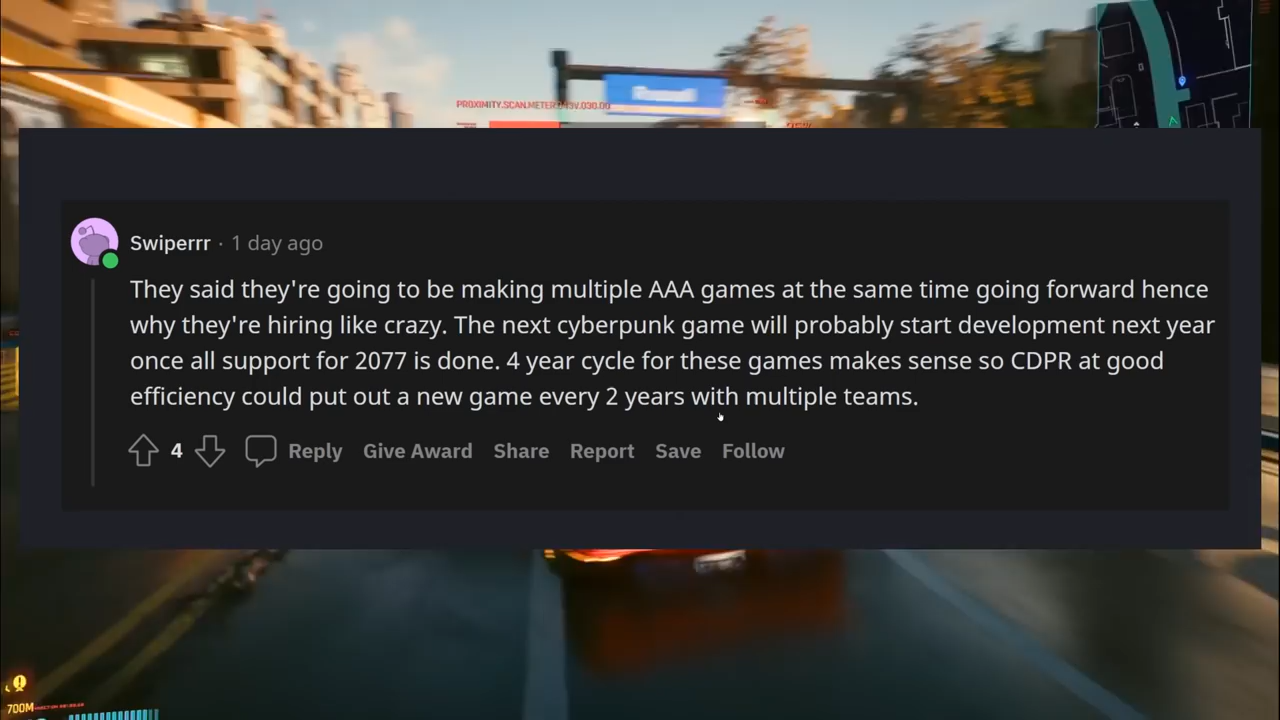 PROXIMITY.SCAN.METER
Swiperrr · 1 day ago
They said they're going to be making multiple AAA games at the same time going forward hence
why they're hiring like crazy. The next cyberpunk game will probably start development next year
once all support for 2077 is done. 4 year cycle for these games makes sense so CDPR at good
efficiency could put out a new game every 2 years with multiple teams.
4 Reply Give Award Share Report Save Follow
700M